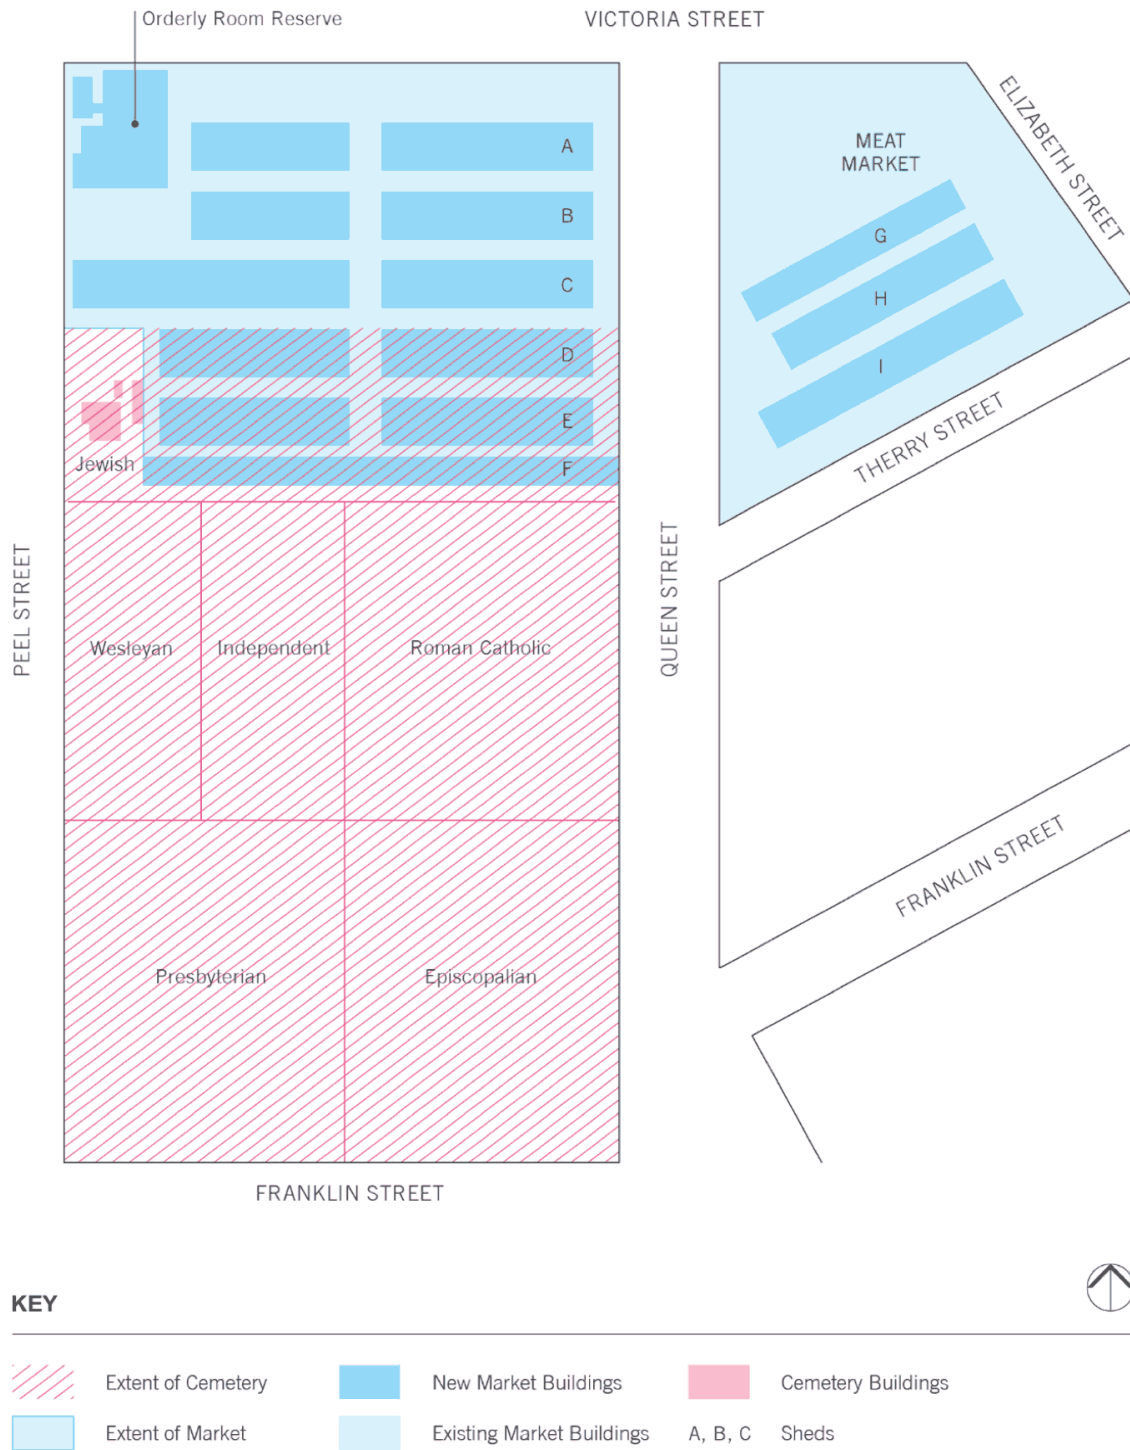 Orderly Room Reserve
VICTORIA STREET
ELIZABETH STREET
MEAT
MARKET
A
B
C
D
E
F
G
H
I
THERRY STREET
Jewish
PEEL STREET
QUEEN STREET
Wesleyan
Independent
Roman Catholic
FRANKLIN STREET
Presbyterian
Episcopalian
FRANKLIN STREET
KEY
Extent of Cemetery
New Market Buildings
Cemetery Buildings
Extent of Market
Existing Market Buildings
A, B, C Sheds